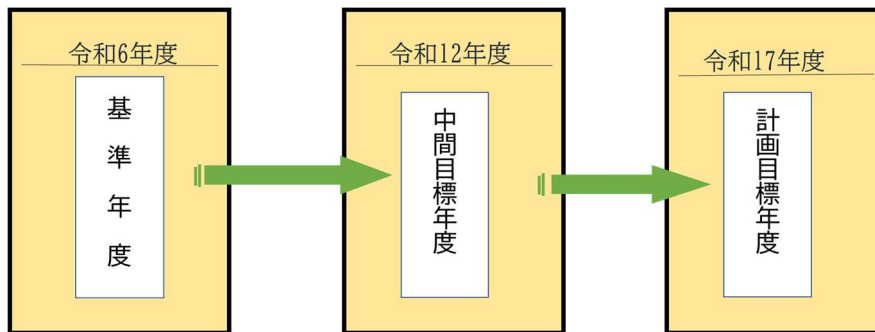 令和6年度
基準年度
令和12年度
中間目標年度
令和17年度
計画目標年度